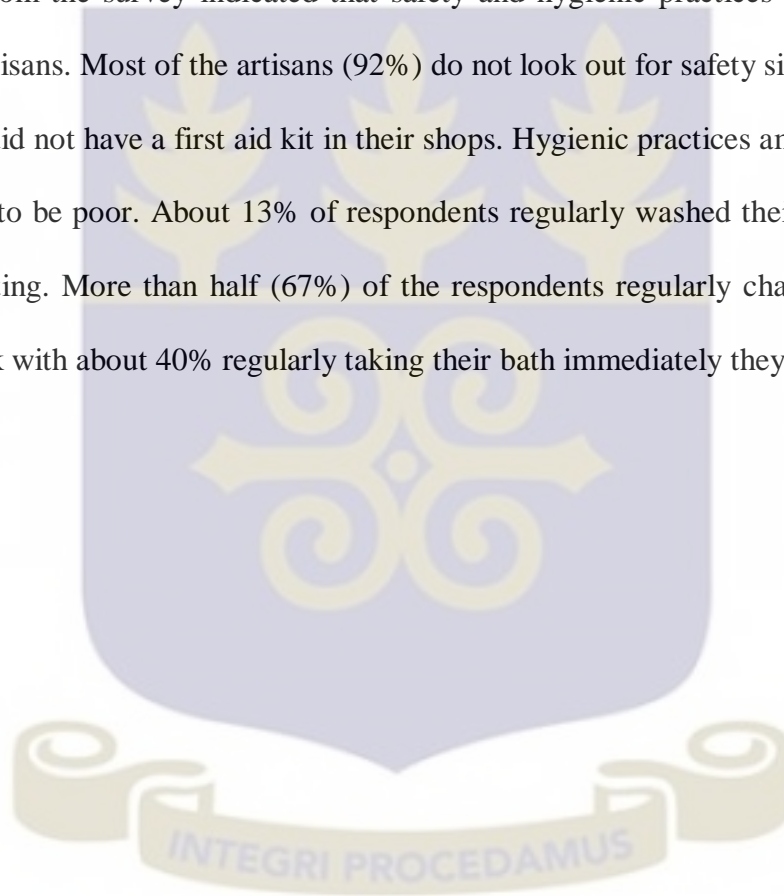 the survey indicated that safety and hygienic practices
isans. Most of the artisans (92%) do not look out for safety si
id not have a first aid kit in their shops. Hygienic practices an
to be poor. About 13% of respondents regularly washed thei
ing. More than half (67%) of the respondents regularly cha
with about 40% regularly taking their bath immediately they
INTEGRI PROCEDAMUS